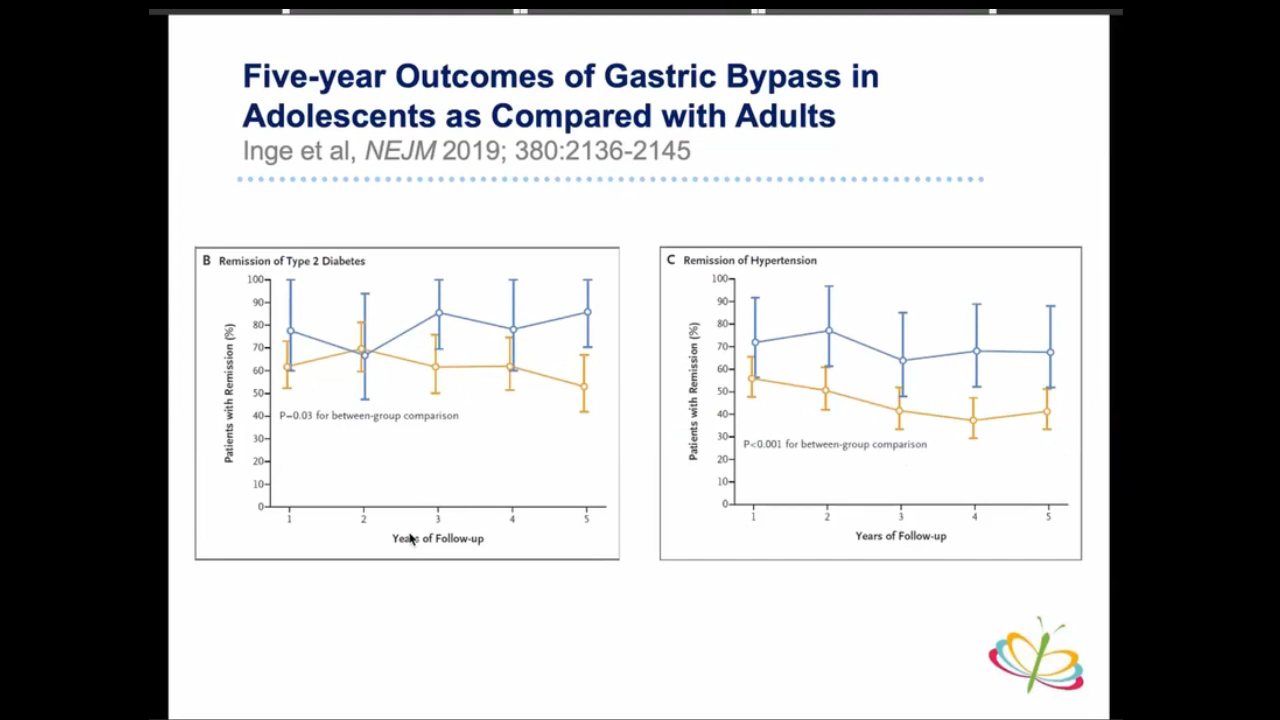 Five-year Outcomes of Gastric Bypass in
Adolescents as Compared with Adults
Inge et al, NEJM 2019; 380:2136-2145
B Remission of Type 2 Diabetes
Patients with Remission (%)
100
90
80
70
60
50
40
30
20
10
0
P=0.03 for between-group comparison
1 2 3 4 5
Years of Follow-up
C Remission of Hypertension
Patients with Remission (%)
100
90
80
70
60
50
40
30
20
10
0
P<0.001 for between-group comparison
1 2 3 4 5
Years of Follow-up